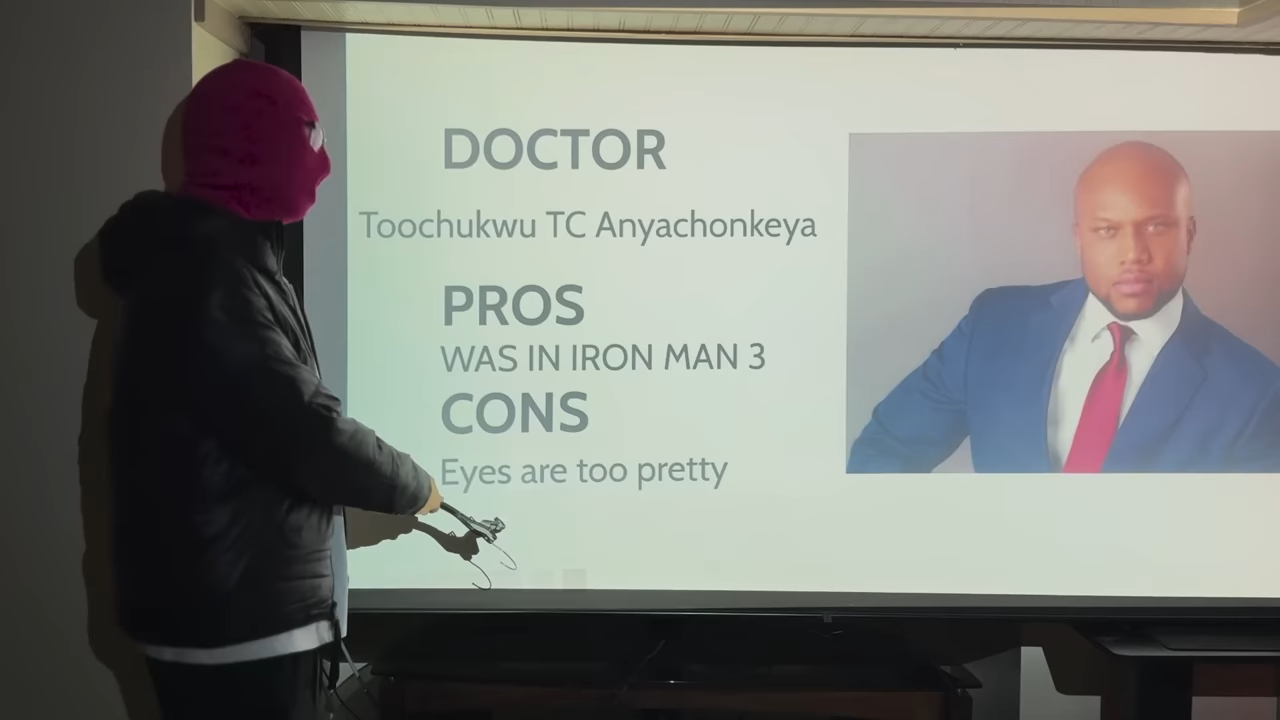 DOCTOR
Toochukwu TC Anyachonkeya
PROS
WAS IN IRON MAN 3
CONS
Eyes are too pretty